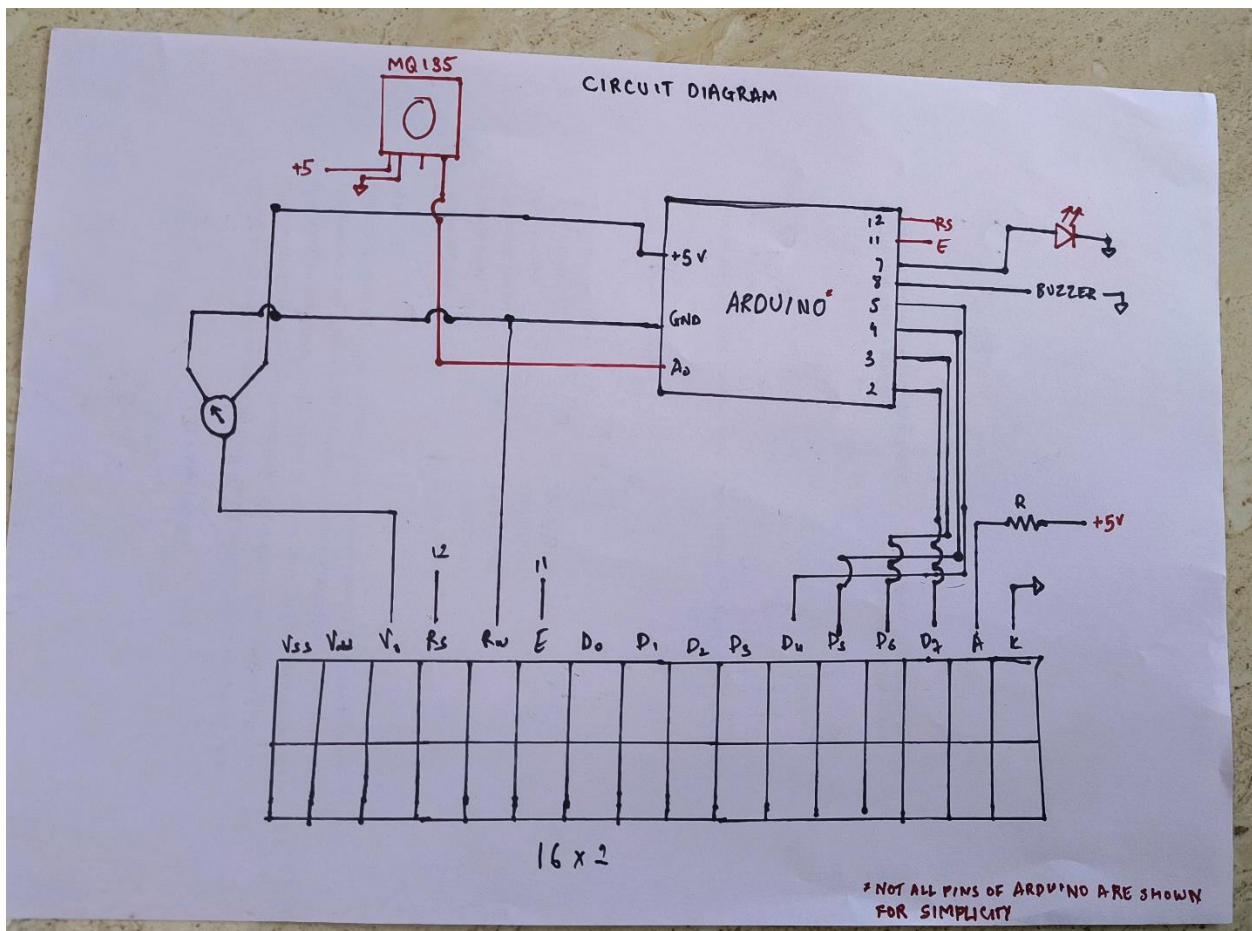 MQ135
CIRCUIT DIAGRAM
+5
+5V
GND
A0
ARDUINO*
12
11
7
8
5
4
3
2
RS
E
BUZZER
R
+5V
12
11
VSS Vdd V0 RS RW E D0 D1 D2 D3 D4 D5 D6 D7 A K
16 x 2
*NOT ALL PINS OF ARDUINO ARE SHOWN
FOR SIMPLICITY